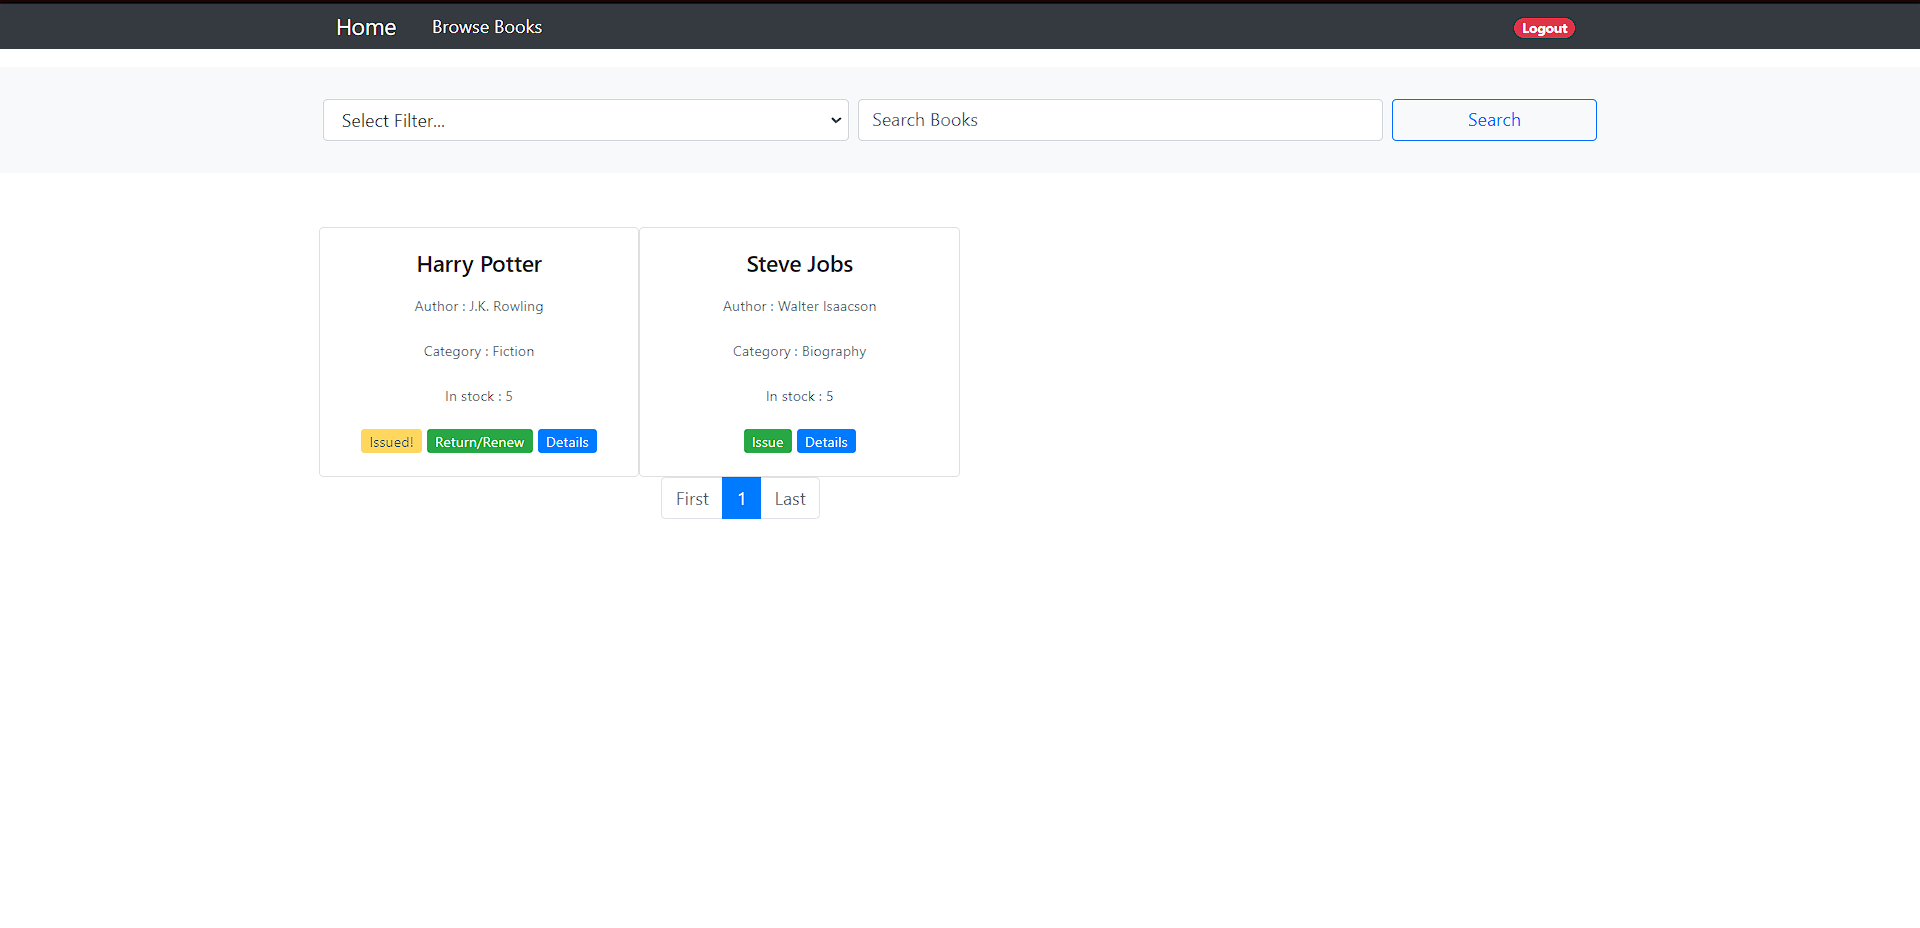 Home Browse Books Logout
Select Filter... Search Books Search
Harry Potter
Author : J.K. Rowling
Category : Fiction
In stock : 5
Issued! Return/Renew Details
Steve Jobs
Author : Walter Isaacson
Category : Biography
In stock : 5
Issue Details
First 1 Last